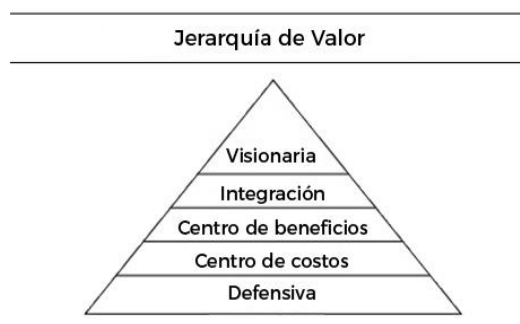 Jerarquía de Valor
Visionaria
Integración
Centro de beneficios
Centro de costos
Defensiva